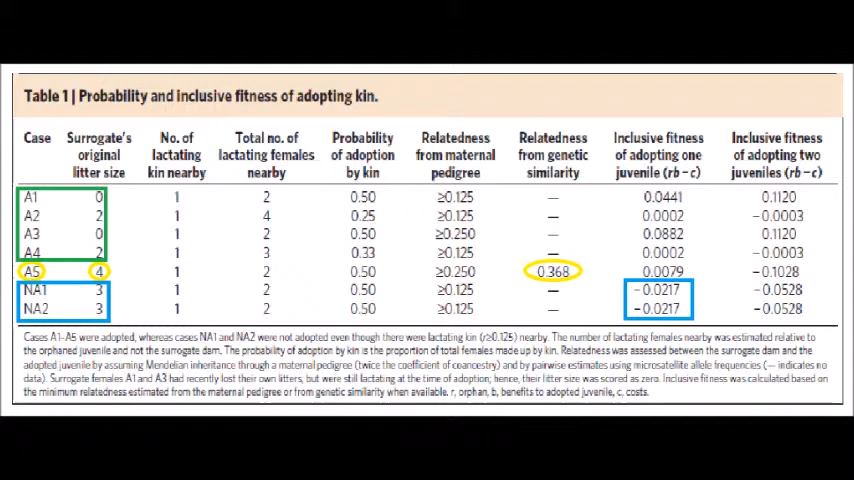 Table 1 | Probability and inclusive fitness of adopting kin.
Case Surrogate's original litter size No. of lactating kin nearby Total no. of lactating females nearby Probability of adoption by kin Relatedness from maternal pedigree Relatedness from genetic similarity Inclusive fitness of adopting one juvenile (rb – c) Inclusive fitness of adopting two juveniles (rb – c)
A1 0 1 2 0.50 ≥0.125 — 0.0441 0.1120
A2 2 1 4 0.25 ≥0.125 — 0.0002 −0.0003
A3 0 1 2 0.50 ≥0.250 — 0.0882 0.1120
A4 2 1 3 0.33 ≥0.125 — 0.0002 −0.0003
A5 4 1 2 0.50 ≥0.250 0.368 0.0079 −0.1028
NA1 3 1 2 0.50 ≥0.125 — −0.0217 −0.0528
NA2 3 1 2 0.50 ≥0.125 — −0.0217 −0.0528
Cases A1–A5 were adopted, whereas cases NA1 and NA2 were not adopted even though there were lactating kin (r≥0.125) nearby. The number of lactating females nearby was estimated relative
to the orphaned juvenile and not the surrogate dam. The probability of adoption by kin is the proportion of total females made up by kin. Relatedness was assessed between the surrogate dam and the
adopted juvenile by assuming Mendelian inheritance through a maternal pedigree (twice the coefficient of coancestry) and by pairwise estimates using microsatellite allele frequencies (— indicates no
data). Surrogate females A1 and A3 had recently lost their own litters, but were still lactating at the time of adoption; hence, their litter size was scored as zero. Inclusive fitness was calculated based on
the minimum relatedness estimated from the maternal pedigree or from genetic similarity when available. r, orphan, b, benefits to adopted juvenile, c, costs.